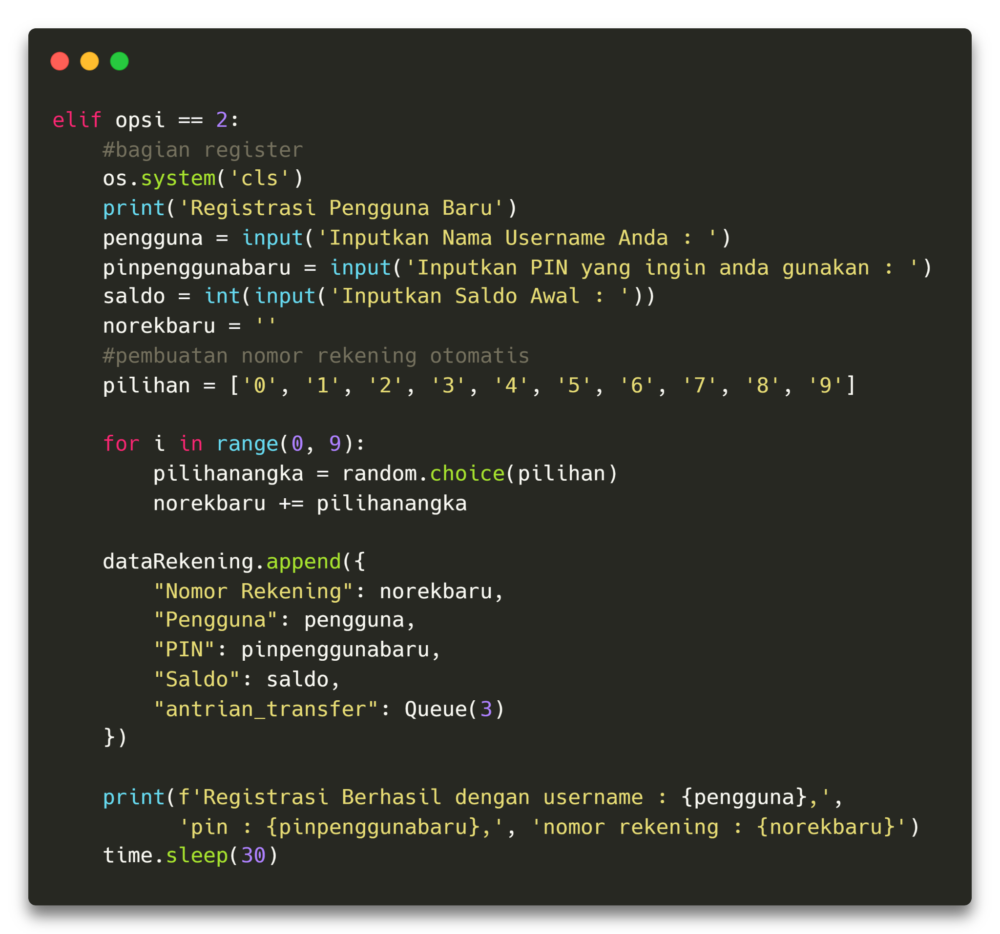 elif opsi == 2:
    #bagian register
    os.system('cls')
    print('Registrasi Pengguna Baru')
    pengguna = input('Inputkan Nama Username Anda : ')
    pinpenggunabaru = input('Inputkan PIN yang ingin anda gunakan : ')
    saldo = int(input('Inputkan Saldo Awal : '))
    norekbaru = ''
    #pembuatan nomor rekening otomatis
    pilihan = ['0', '1', '2', '3', '4', '5', '6', '7', '8', '9']

    for i in range(0, 9):
        pilihanangka = random.choice(pilihan)
        norekbaru += pilihanangka

    dataRekening.append({
        "Nomor Rekening": norekbaru,
        "Pengguna": pengguna,
        "PIN": pinpenggunabaru,
        "Saldo": saldo,
        "antrian_transfer": Queue(3)
    })

    print(f'Registrasi Berhasil dengan username : {pengguna},',
          'pin : {pinpenggunabaru},', 'nomor rekening : {norekbaru}')
    time.sleep(30)